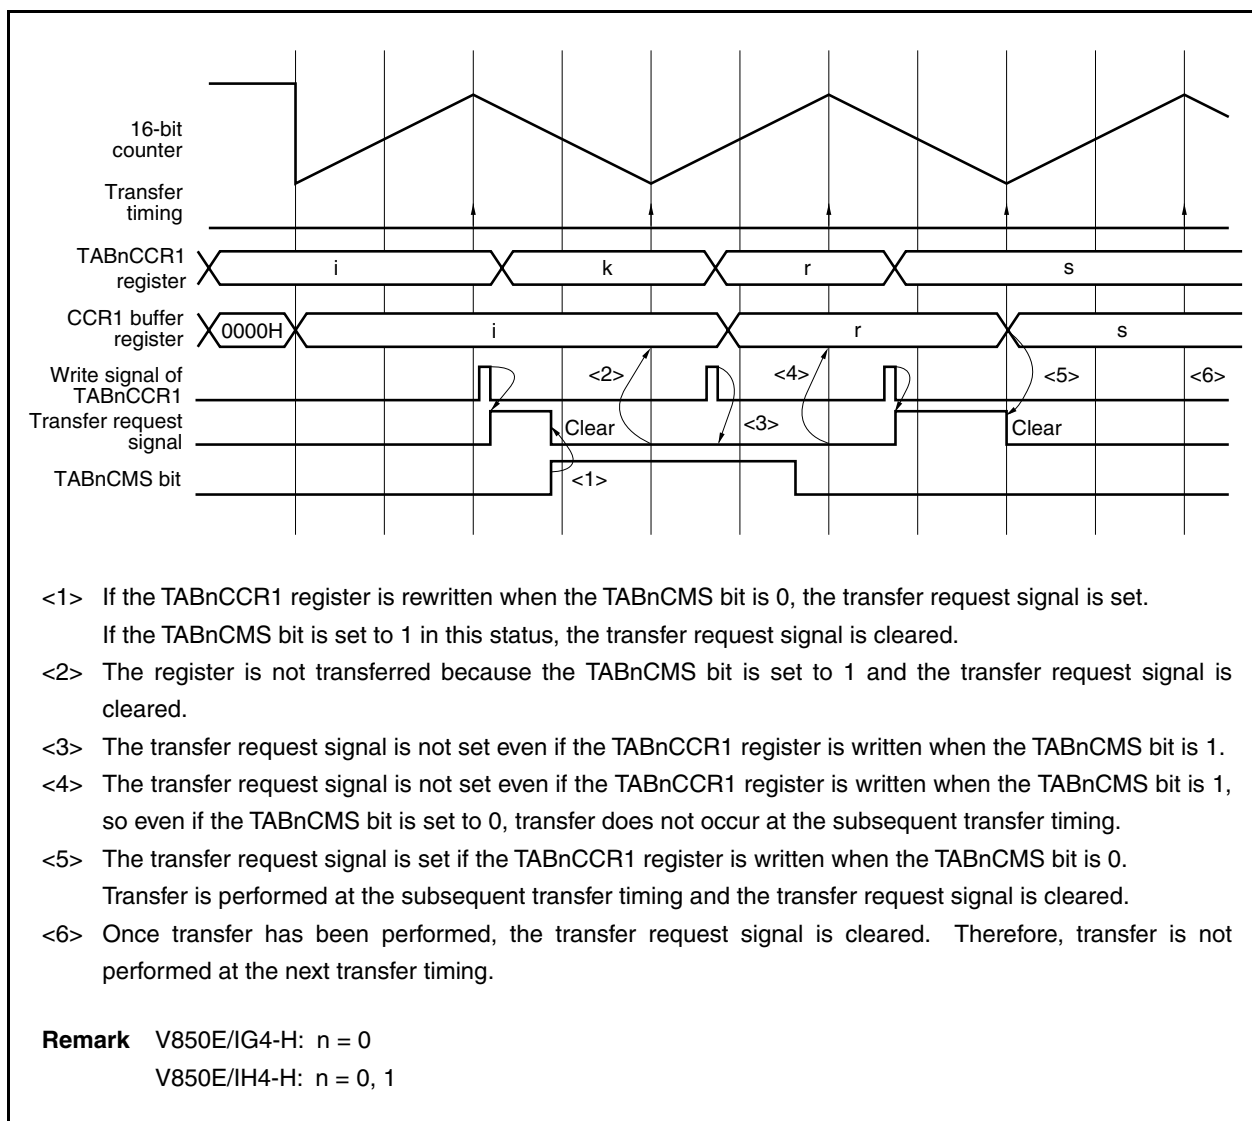 16-bit
counter
Transfer
timing
TABnCCR1
register
i
k
r
s
CCR1 buffer
register
0000H
i
r
s
Write signal of
TABnCCR1
<2>
<4>
<5>
<6>
Transfer request
signal
Clear
<3>
Clear
TABnCMS bit
<1>
<1> If the TABnCCR1 register is rewritten when the TABnCMS bit is 0, the transfer request signal is set.
If the TABnCMS bit is set to 1 in this status, the transfer request signal is cleared.
<2> The register is not transferred because the TABnCMS bit is set to 1 and the transfer request signal is
cleared.
<3> The transfer request signal is not set even if the TABnCCR1 register is written when the TABnCMS bit is 1.
<4> The transfer request signal is not set even if the TABnCCR1 register is written when the TABnCMS bit is 1,
so even if the TABnCMS bit is set to 0, transfer does not occur at the subsequent transfer timing.
<5> The transfer request signal is set if the TABnCCR1 register is written when the TABnCMS bit is 0.
Transfer is performed at the subsequent transfer timing and the transfer request signal is cleared.
<6> Once transfer has been performed, the transfer request signal is cleared. Therefore, transfer is not
performed at the next transfer timing.
Remark V850E/IG4-H: n = 0
V850E/IH4-H: n = 0, 1